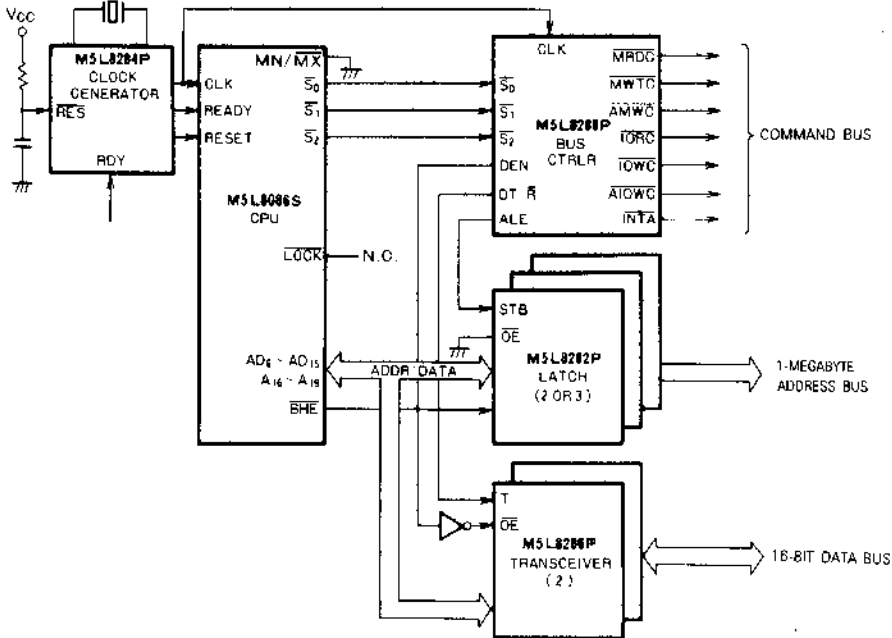 Vcc
M5L8284P
CLOCK
GENERATOR
RES
RDY
MN/MX
CLK
READY
RESET
S0
S1
S2
M5L8086S
CPU
LOCK
N.C.
AD0 ~ AD15
A16 ~ A19
BHE
ADDR/DATA
CLK
S0
S1
S2
DEN
DT/R
ALE
M5L8288P
BUS
CTRLR
MRDC
MWTC
AMWC
IORC
IOWC
AIOWC
INTA
COMMAND BUS
STB
OE
M5L8282P
LATCH
(2 OR 3)
1-MEGABYTE
ADDRESS BUS
T
OE
M5L8286P
TRANSCEIVER
(2)
16-BIT DATA BUS